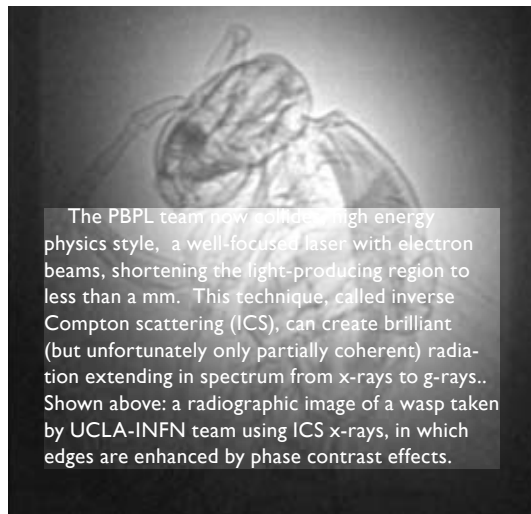 The PBPL team now collides, high energy
physics style,  a well-focused laser with electron
beams, shortening the light-producing region to
less than a mm.  This technique, called inverse
Compton scattering (ICS), can create brilliant
(but unfortunately only partially coherent) radia-
tion extending in spectrum from x-rays to g-rays..
Shown above: a radiographic image of a wasp taken
by UCLA-INFN team using ICS x-rays, in which
edges are enhanced by phase contrast effects.